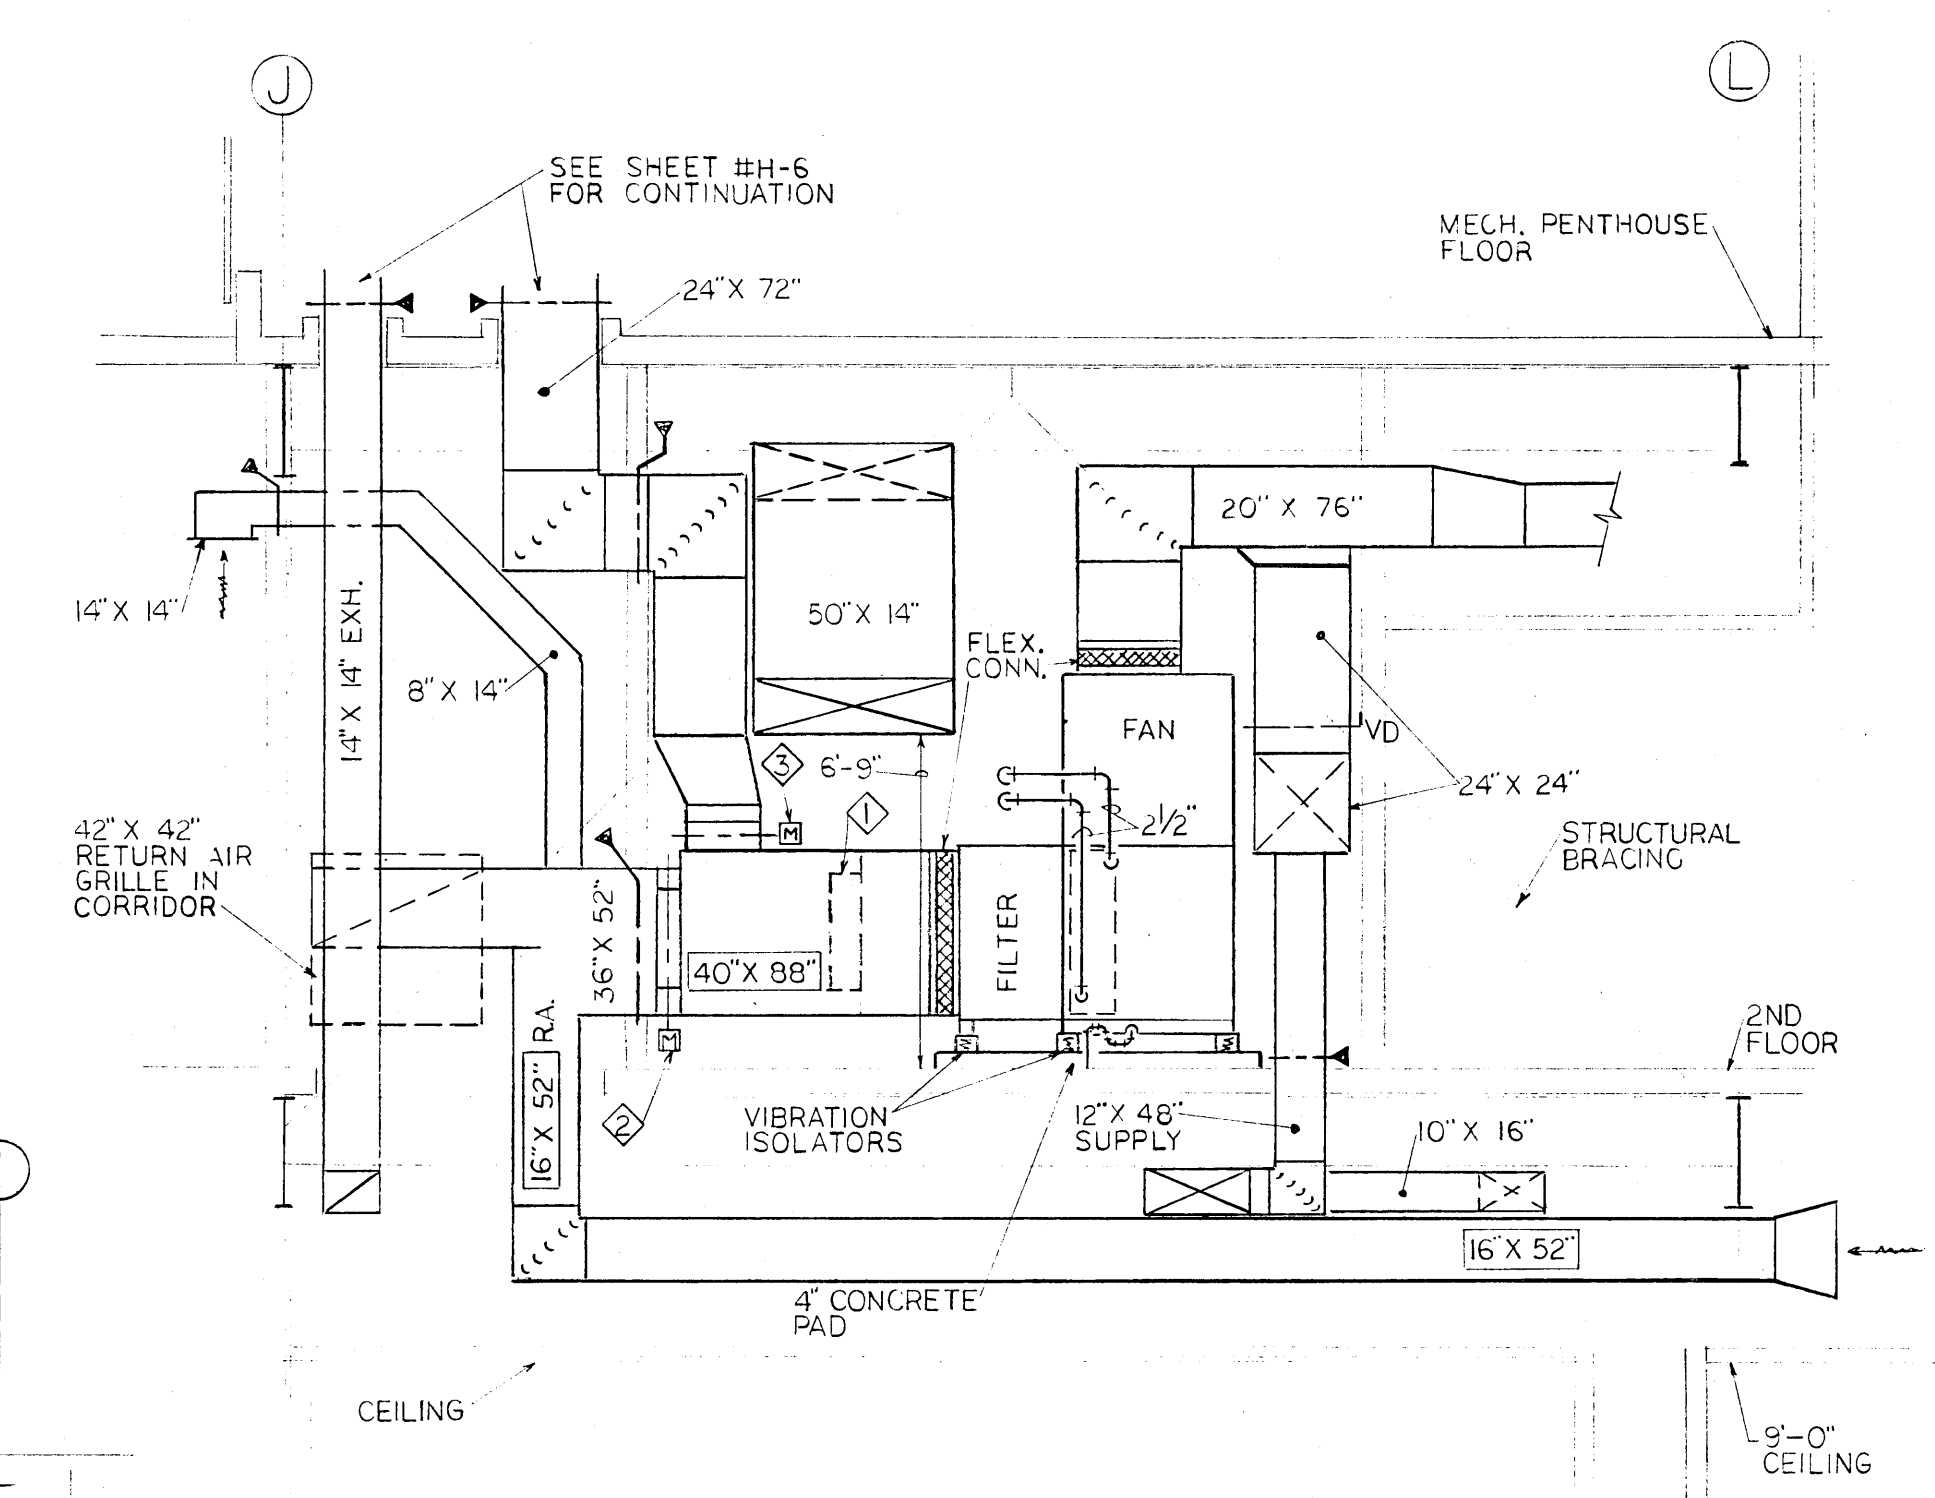 J
L
SEE SHEET #H-6
FOR CONTINUATION
MECH. PENTHOUSE
FLOOR
24" X 72"
20" X 76"
14" X 14"
14" X 14" EXH.
50" X 14"
FLEX.
CONN.
8" X 14"
FAN
VD
3
6'-9"
24" X 24"
1
2 1/2"
M
42" X 42"
RETURN AIR
GRILLE IN
CORRIDOR
STRUCTURAL
BRACING
36" X 52"
FILTER
40" X 88"
16" X 52" R.A.
M
2ND
FLOOR
2
VIBRATION
ISOLATORS
12" X 48"
SUPPLY
10" X 16"
16" X 52"
4" CONCRETE
PAD
CEILING
9'-0"
CEILING